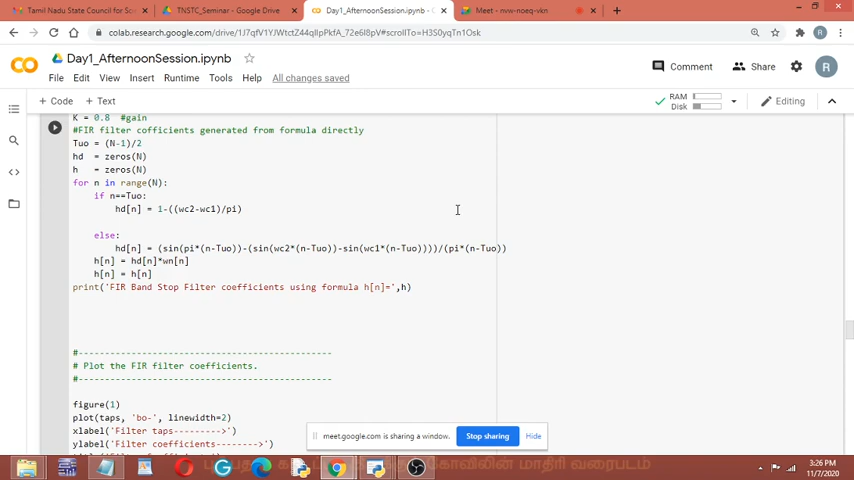 Tamil Nadu State Council for Scien
TNSTC_Seminar - Google Drive
Day1_AfternoonSession.ipynb - C
Meet - nvw-noeq-vkn
colab.research.google.com/drive/1J7qfV1YJWtctZ44qIlpPkfA_72e6I8pV#scrollTo=H3S0yqTn1Osk
R
CO
Day1_AfternoonSession.ipynb
Comment
Share
R
File Edit View Insert Runtime Tools Help All changes saved
+ Code + Text
RAM
Disk
Editing
K = 0.8 #gain
#FIR filter cofficients generated from formula directly
Tuo = (N-1)/2
hd = zeros(N)
h = zeros(N)
for n in range(N):
if n==Tuo:
hd[n] = 1-((wc2-wc1)/pi)
else:
hd[n] = (sin(pi*(n-Tuo))-(sin(wc2*(n-Tuo))-sin(wc1*(n-Tuo))))/(pi*(n-Tuo))
h[n] = hd[n]*wn[n]
h[n] = h[n]
print('FIR Band Stop Filter coefficients using formula h[n]=',h)
#------------------------------------------------
# Plot the FIR filter coefficients.
#------------------------------------------------
figure(1)
plot(taps, 'bo-', linewidth=2)
xlabel('Filter taps--------->')
ylabel('Filter coefficients-------->')
meet.google.com is sharing a window.
Stop sharing
Hide
கோவிலின் மாதிரி வரைபடம்
3:26 PM
11/7/2020